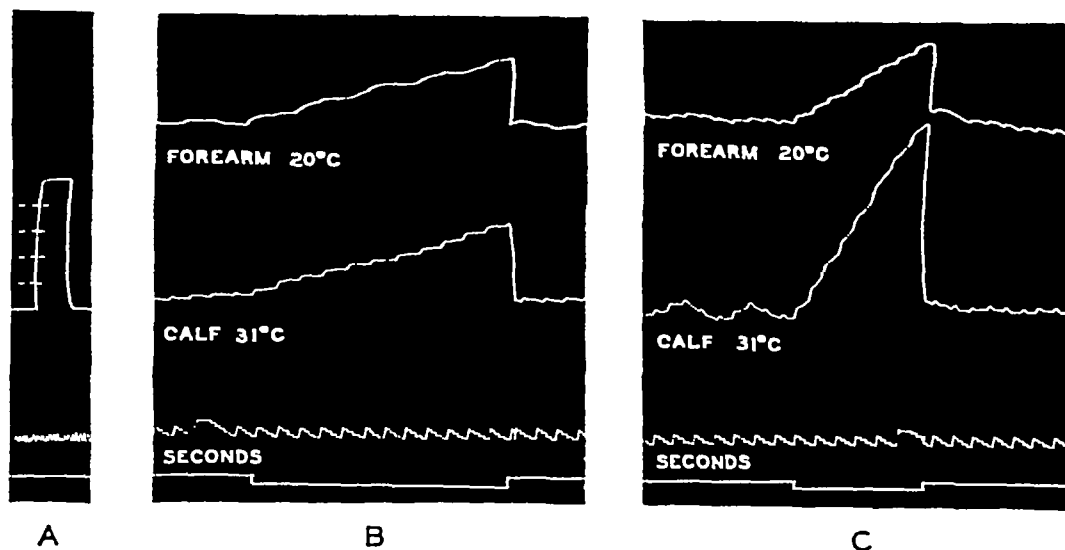 FOREARM 20°C
CALF 31°C
SECONDS
FOREARM 20°C
CALF 31°C
SECONDS
A
B
C